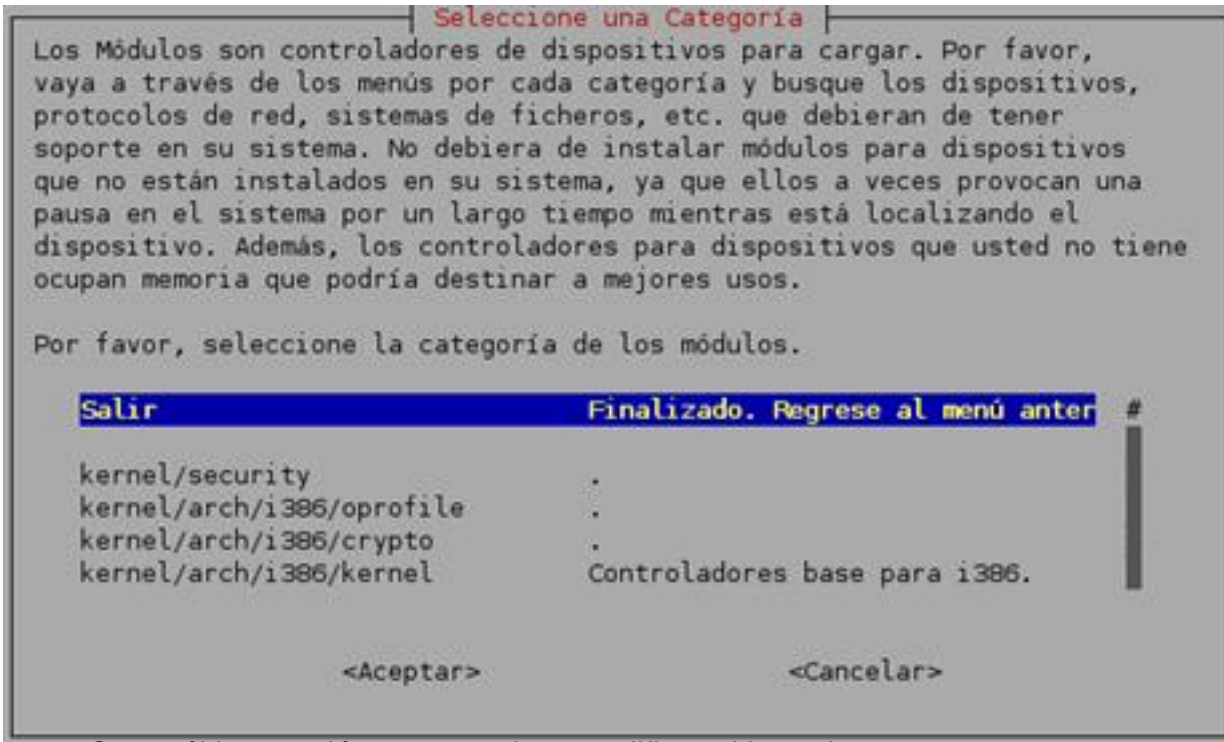 Seleccione una Categoría
Los Módulos son controladores de dispositivos para cargar. Por favor,
vaya a través de los menús por cada categoría y busque los dispositivos,
protocolos de red, sistemas de ficheros, etc. que debieran de tener
soporte en su sistema. No debiera de instalar módulos para dispositivos
que no están instalados en su sistema, ya que ellos a veces provocan una
pausa en el sistema por un largo tiempo mientras está localizando el
dispositivo. Además, los controladores para dispositivos que usted no tiene
ocupan memoria que podría destinar a mejores usos.
Por favor, seleccione la categoría de los módulos.
Salir Finalizado. Regrese al menú anter #
kernel/security .
kernel/arch/i386/oprofile .
kernel/arch/i386/crypto .
kernel/arch/i386/kernel Controladores base para i386.
<Aceptar> <Cancelar>